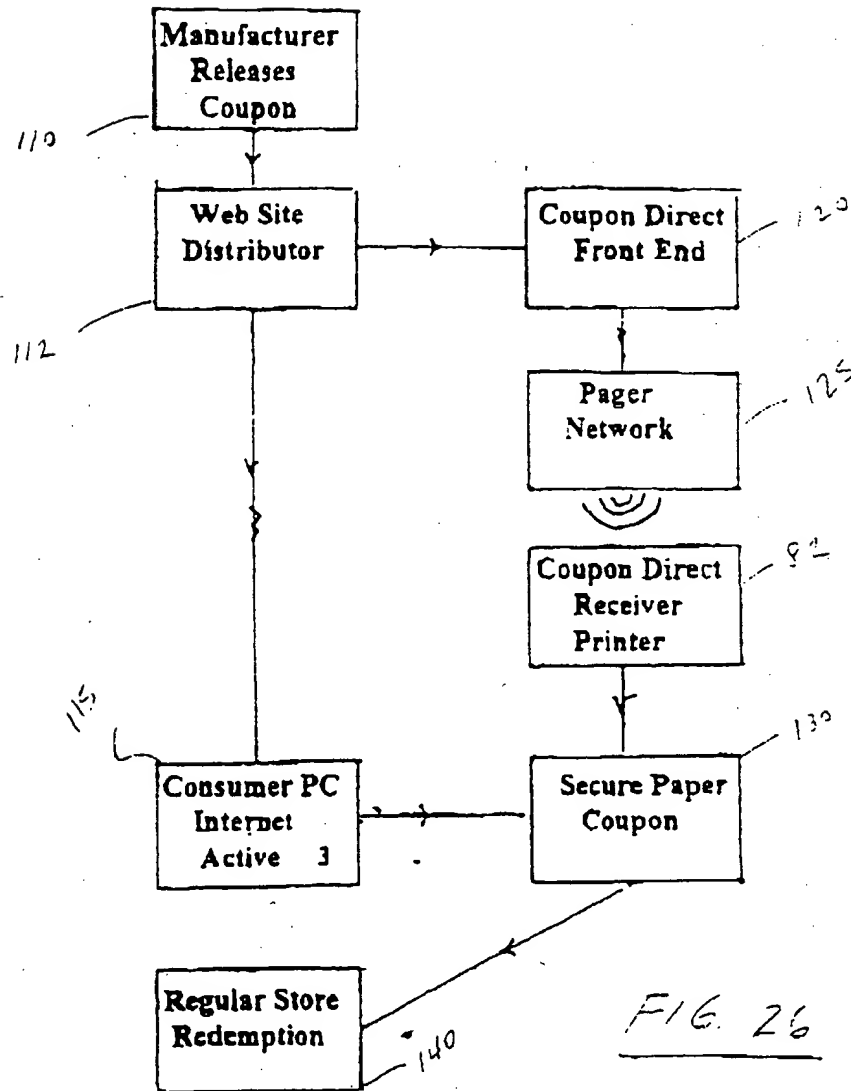 Manufacturer
Releases
Coupon
110
Web Site
Distributor
112
Coupon Direct
Front End
120
Pager
Network
125
Coupon Direct
Receiver
Printer
92
115
Consumer PC
Internet
Active 3
Secure Paper
Coupon
130
Regular Store
Redemption
140
FIG. 26